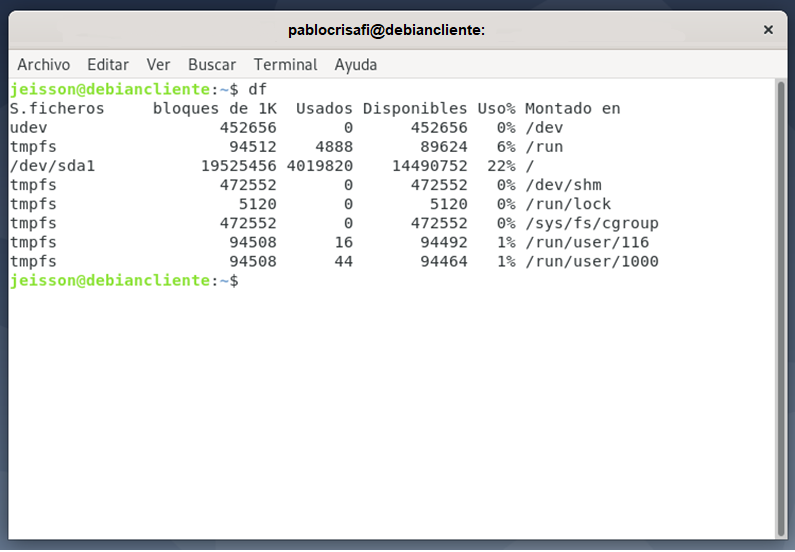 pablocrisafi@debiancliente:
Archivo Editar Ver Buscar Terminal Ayuda
jeisson@debiancliente:~$ df
S.ficheros     bloques de 1K  Usados Disponibles Uso% Montado en
udev                  452656       0      452656   0% /dev
tmpfs                  94512    4888       89624   6% /run
/dev/sda1           19525456 4019820    14490752  22% /
tmpfs                 472552       0      472552   0% /dev/shm
tmpfs                   5120       0        5120   0% /run/lock
tmpfs                 472552       0      472552   0% /sys/fs/cgroup
tmpfs                  94508      16       94492   1% /run/user/116
tmpfs                  94508      44       94464   1% /run/user/1000
jeisson@debiancliente:~$